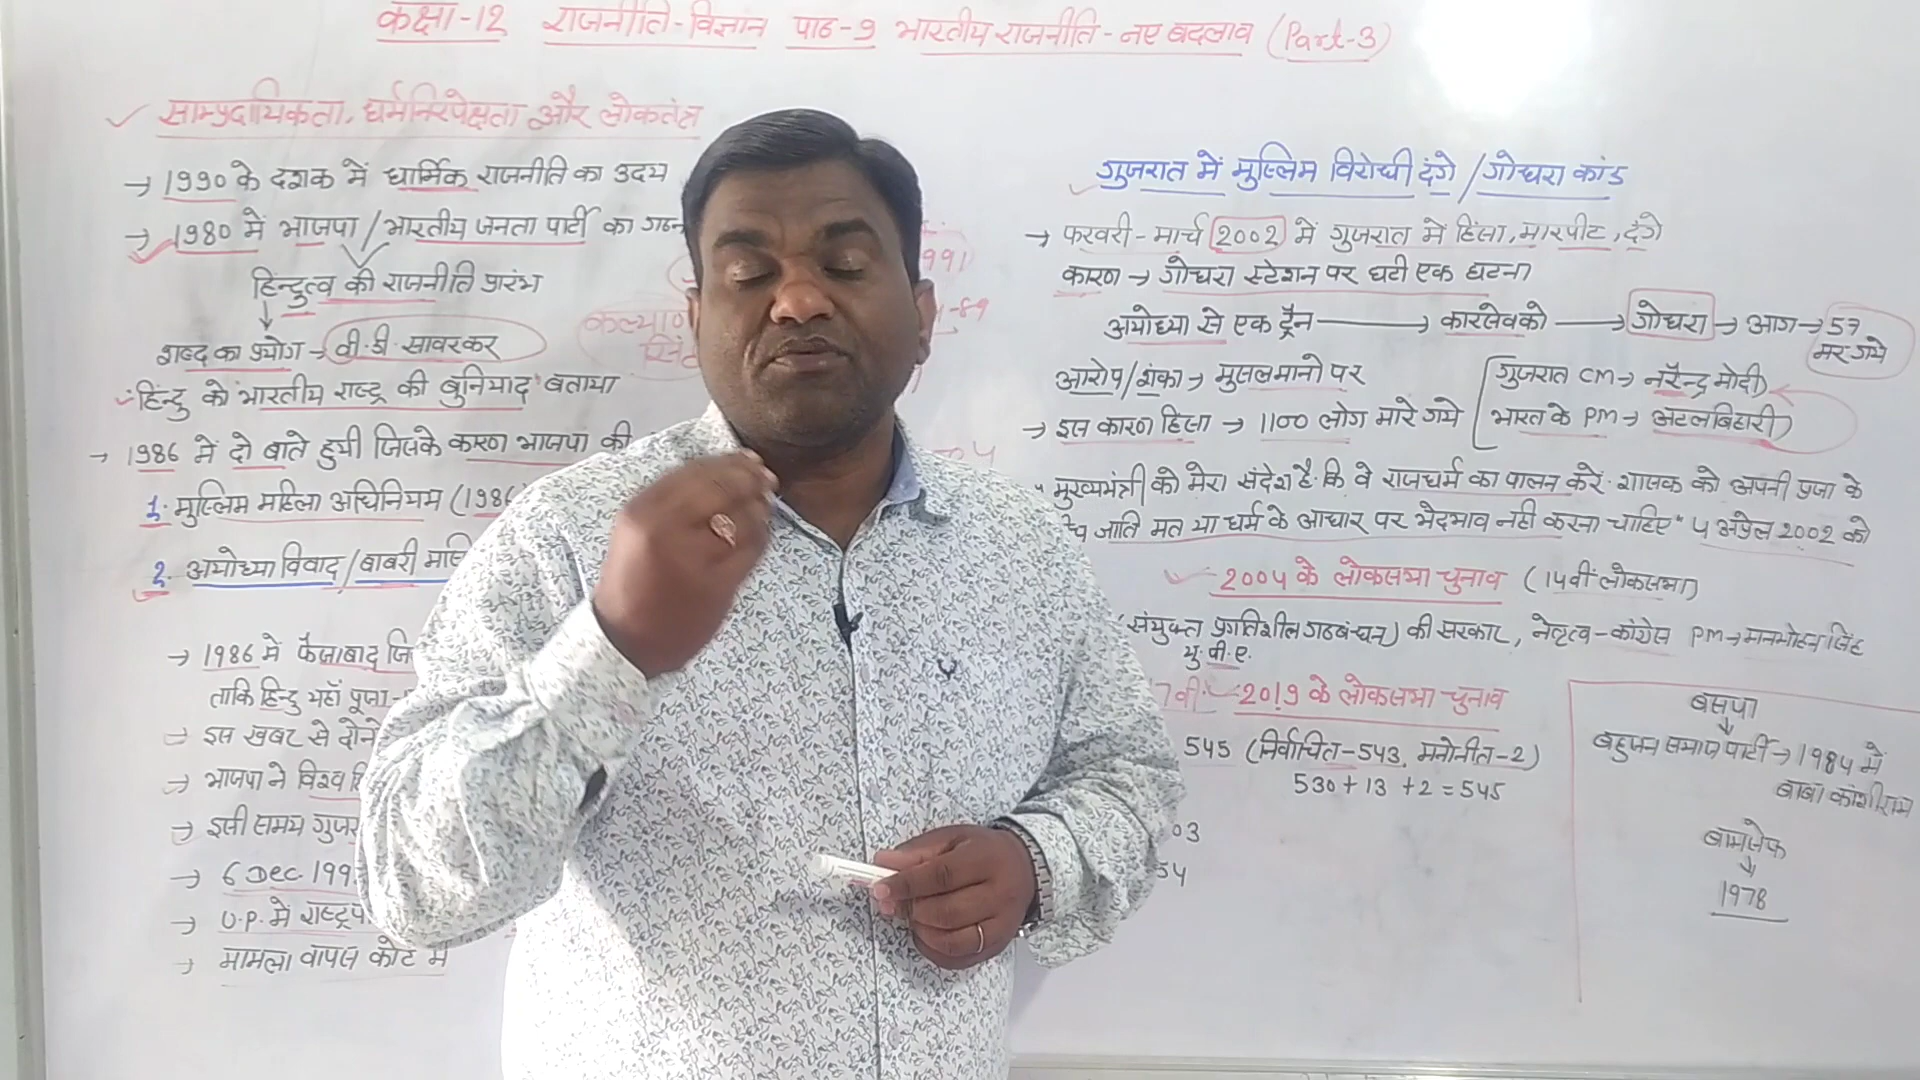 कक्षा-12 राजनीति-विज्ञान पाठ-9 भारतीय राजनीति-नए बदलाव (Part-3)
साम्प्रदायिकता, धर्मनिरपेक्षता और लोकतंत्र
→ 1990 के दशक में धार्मिक राजनीति का उदय
→ 1980 में भाजपा / भारतीय जनता पार्टी का गठन
हिन्दुत्व की राजनीति प्रारंभ
शब्द का प्रयोग → वी.डी.सावरकर
हिन्दु को भारतीय राष्ट्र की बुनियाद बताया
→ 1986 में दो बाते हुयी जिसके कारण भाजपा की
1. मुस्लिम महिला अधिनियम (1986
2. अयोध्या विवाद / बाबरी
→ 1986 में फैजाबाद
ताकि हिन्दु यहाँ पूजा
→ इस खबर से
→ भाजपा ने विश्व
→ इसी समय
→ 6 Dec. 199
→ U.P. में
→ मामला वापस कोर्ट में
कल्याण
सिंह
991
-89
गुजरात में मुस्लिम विरोधी दंगे / गोधरा कांड
→ फरवरी-मार्च 2002 में गुजरात में हिंसा, मारपीट, दंगे
कारण → गोधरा स्टेशन पर घटी एक घटना
अयोध्या से एक ट्रैन → कारसेवको → गोधरा → आग → 57
मर गये
आरोप/शंका → मुसलमानो पर
गुजरात CM → नरेन्द्र मोदी
→ इस कारण हिंसा → 1100 लोग मारे गये
भारत के PM → अटलबिहारी
" मुख्यमंत्री को मेरा संदेश है कि वे राजधर्म का पालन करें. शासक को अपनी प्रजा के
जाति मत या धर्म के आधार पर भेदभाव नही करना चाहिए" 4 अप्रेल 2002 को
2004 के लोकसभा चुनाव (14वीं लोकसभा)
(संयुक्त प्रगतिशील गठबंधन) की सरकार, नेतृत्व-कांग्रेस PM → मनमोहन सिंह
यु.पी.ए.
7वी 2019 के लोकसभा चुनाव
545 (निर्वाचित-543, मनोनीत-2)
530 + 13 + 2 = 545
03
54
बसपा
बहुजन समाज पार्टी → 1984 में
बाबा कांशीराम
बामसेफ
1978